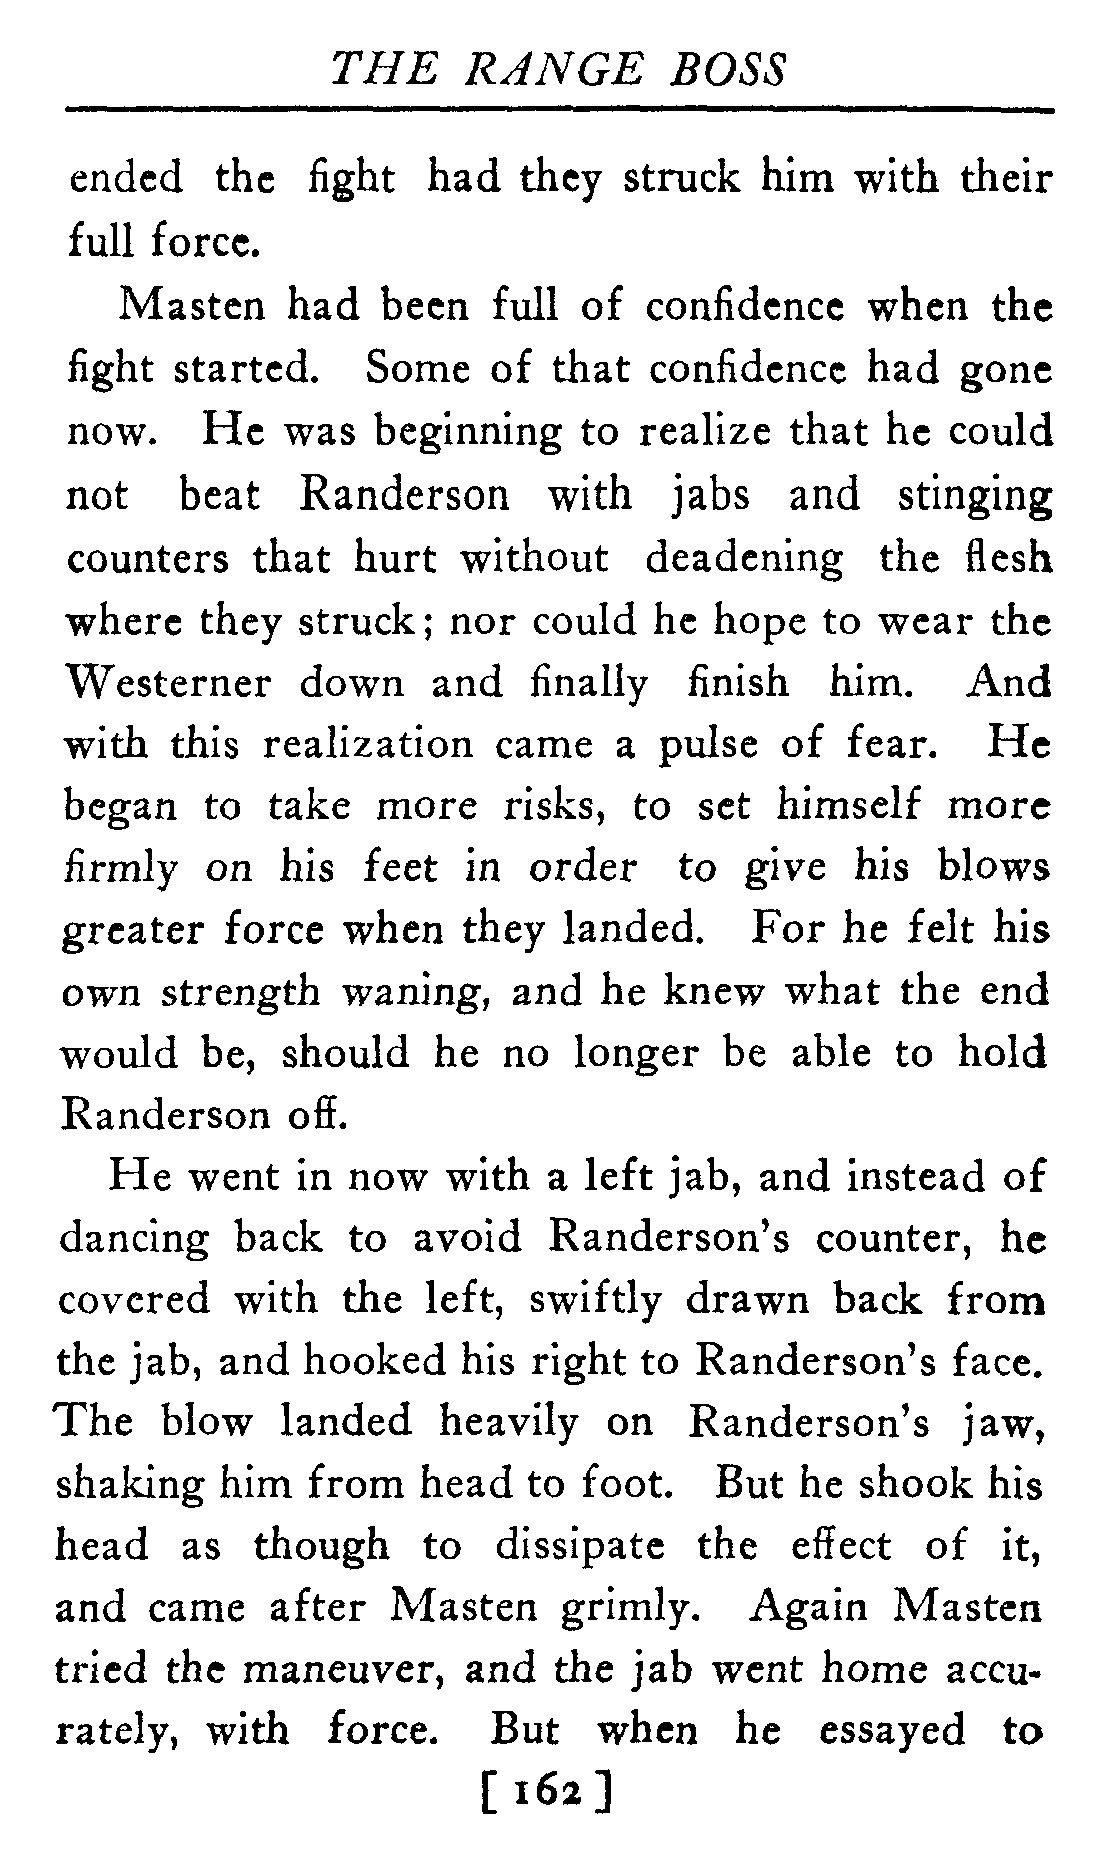 THE RANGE BOSS
ended the fight had they struck him with their
full force.
Masten had been full of confidence when the
fight started. Some of that confidence had gone
now. He was beginning to realize that he could
not beat Randerson with jabs and stinging
counters that hurt without deadening the flesh
where they struck; nor could he hope to wear the
Westerner down and finally finish him. And
with this realization came a pulse of fear. He
began to take more risks, to set himself more
firmly on his feet in order to give his blows
greater force when they landed. For he felt his
own strength waning, and he knew what the end
would be, should he no longer be able to hold
Randerson off.
He went in now with a left jab, and instead of
dancing back to avoid Randerson's counter, he
covered with the left, swiftly drawn back from
the jab, and hooked his right to Randerson's face.
The blow landed heavily on Randerson's jaw,
shaking him from head to foot. But he shook his
head as though to dissipate the effect of it,
and came after Masten grimly. Again Masten
tried the maneuver, and the jab went home accu-
rately, with force. But when he essayed to
[ 162 ]